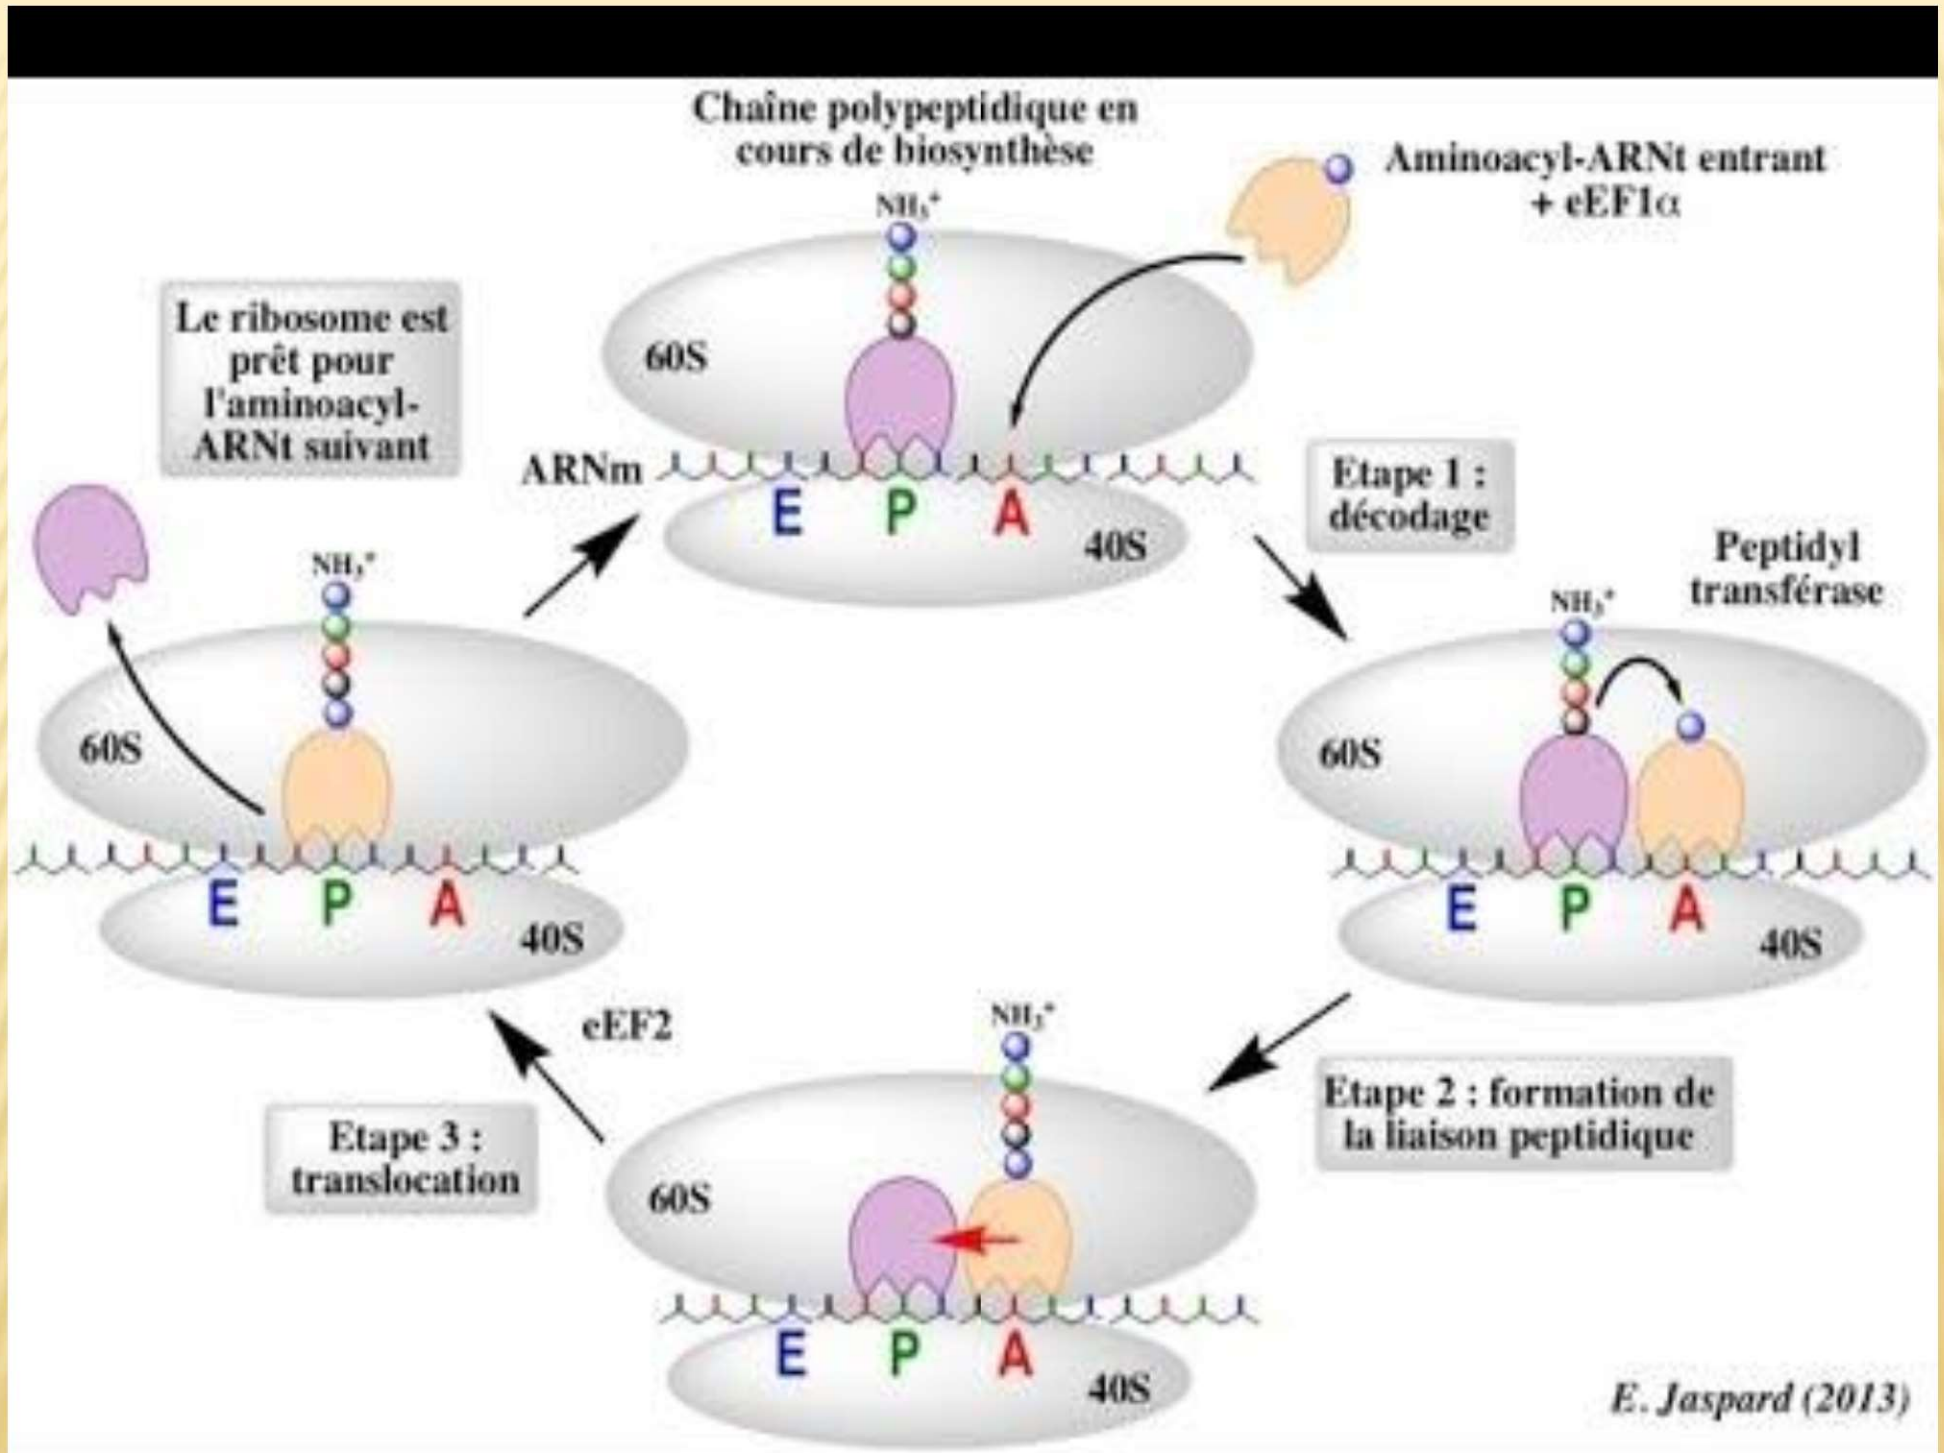 Chaîne polypeptidique en
cours de biosynthèse
Aminoacyl-ARNt entrant
+ eEF1α
NH₃⁺
Le ribosome est
prêt pour
l'aminoacyl-
ARNt suivant
60S
ARNm
E P A
40S
Etape 1 :
décodage
Peptidyl
transférase
NH₃⁺
60S
E P A
40S
NH₃⁺
60S
E P A
40S
Etape 2 : formation de
la liaison peptidique
NH₃⁺
eEF2
Etape 3 :
translocation
60S
E P A
40S
E. Jaspard (2013)